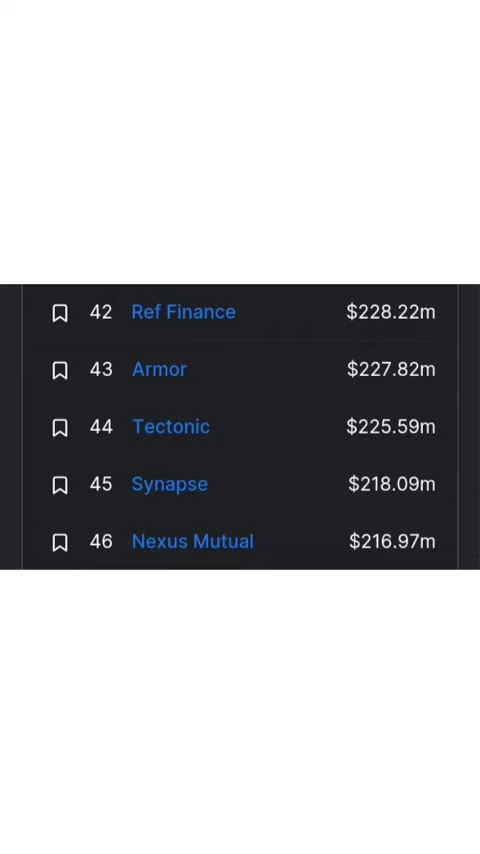 42 Ref Finance $228.22m
43 Armor $227.82m
44 Tectonic $225.59m
45 Synapse $218.09m
46 Nexus Mutual $216.97m